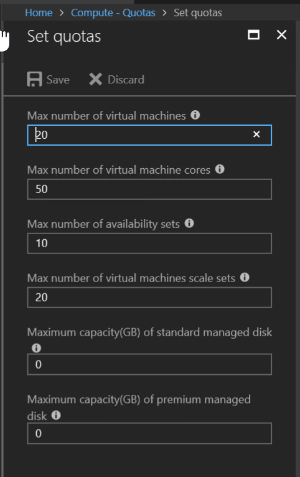 Home > Compute - Quotas > Set quotas
Set quotas
Save Discard
Max number of virtual machines
20
Max number of virtual machine cores
50
Max number of availability sets
10
Max number of virtual machines scale sets
20
Maximum capacity(GB) of standard managed disk
0
Maximum capacity(GB) of premium managed
disk
0